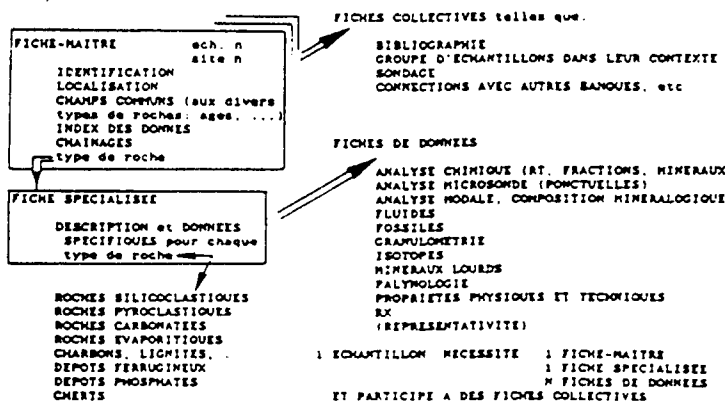 FICHE-MAITRE ech. n
site n
IDENTIFICATION
LOCALISATION
CHAMPS COMMUNS (aux divers
types de roches: ages, ...)
INDEX DES DONNES
CHAINAGES
type de roche
FICHE SPECIALISEE
DESCRIPTION et DONNEES
SPECIFIQUES pour chaque
type de roche
ROCHES SILICOCLASTIQUES
ROCHES PYROCLASTIQUES
ROCHES CARBONATEES
ROCHES EVAPORITIQUES
CHARBONS, LIGNITES, .
DEPOTS FERRUGINEUX
DEPOTS PHOSPHATES
CHERTS
FICHES COLLECTIVES telles que.
BIBLIOGRAPHIE
GROUPE D'ECHANTILLONS DANS LEUR CONTEXTE
SONDAGE
CONNECTIONS AVEC AUTRES BANQUES, etc
FICHES DE DONNEES
ANALYSE CHIMIQUE (RT, FRACTIONS, MINERAUX
ANALYSE MICROSONDE (PONCTUELLES)
ANALYSE MODALE, COMPOSITION MINERALOGIQUE
FLUIDES
FOSSILES
GRANULOMETRIE
ISOTOPES
MINERAUX LOURDS
PALYNOLOGIE
PROPRIETES PHYSIQUES ET TECHNIQUES
RX
(REPRESENTATIVITE)
1 ECHANTILLON NECESSITE 1 FICHE-MAITRE
1 FICHE SPECIALISEE
N FICHES DE DONNEES
ET PARTICIPE A DES FICHES COLLECTIVES